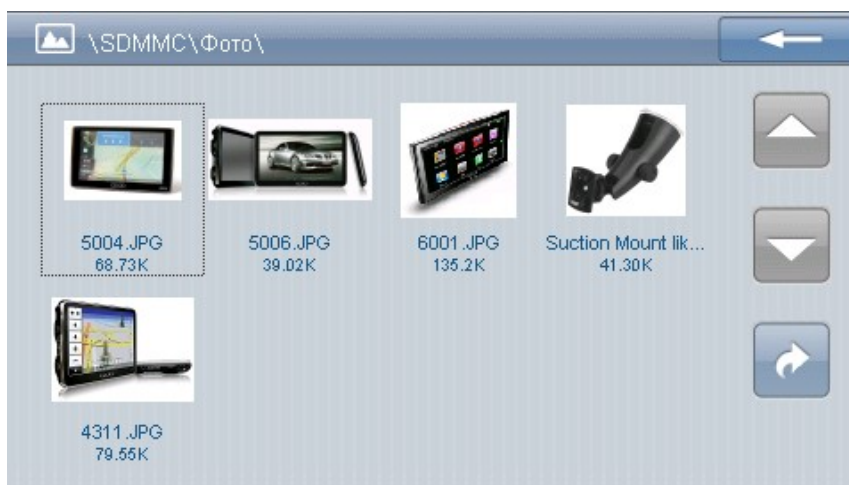 \SDMMC\Фото\
5004.JPG
68.73K
5006.JPG
39.02K
6001.JPG
135.2K
Suction Mount lik...
41.30K
4311.JPG
79.55K